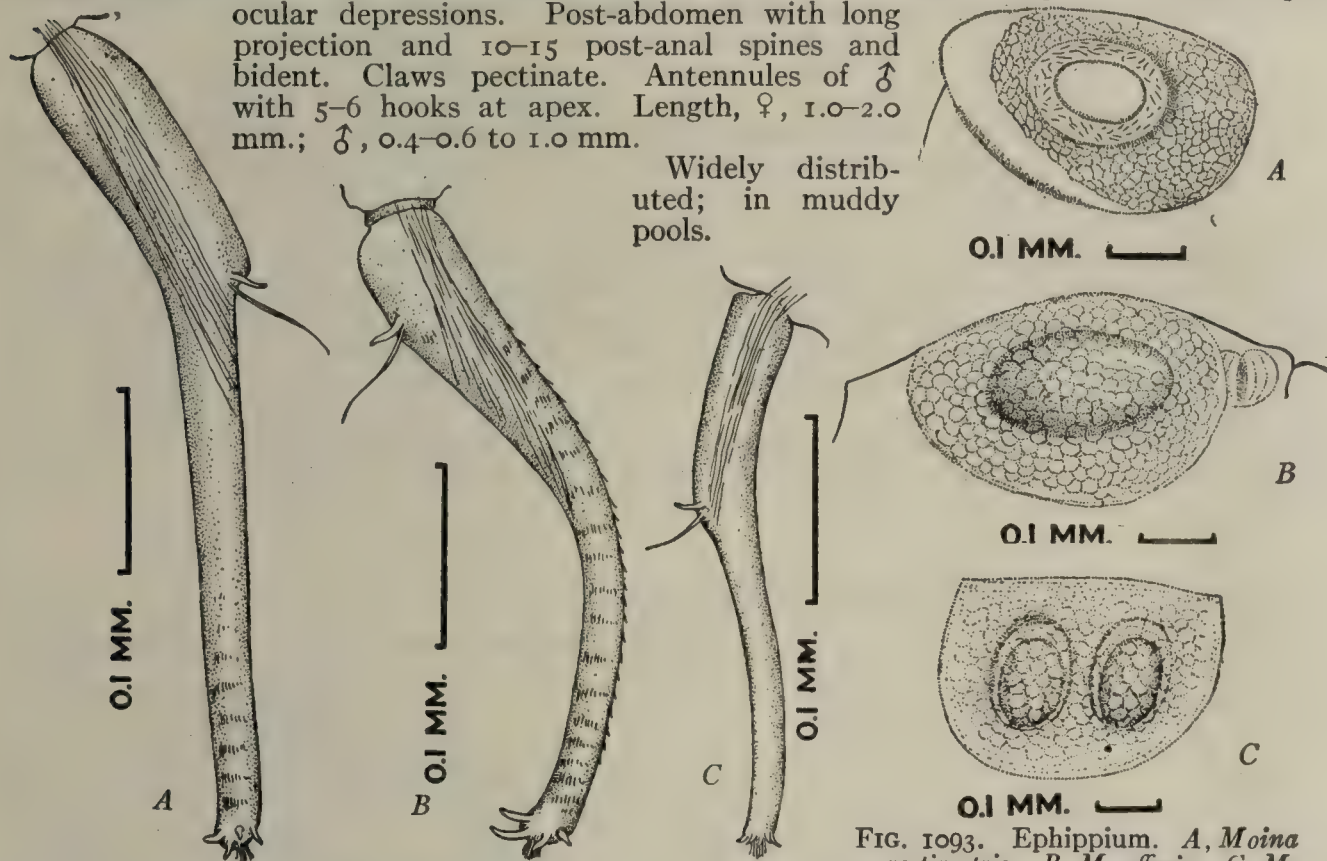 ocular depressions. Post-abdomen with long
projection and 10–15 post-anal spines and
bident. Claws pectinate. Antennules of ♂
with 5–6 hooks at apex. Length, ♀, 1.0–2.0
mm.; ♂, 0.4–0.6 to 1.0 mm.
Widely distrib-
uted; in muddy
pools.
0.1 MM.
A
0.1 MM.
B
0.1 MM.
C
A
0.1 MM.
B
0.1 MM.
C
0.1 MM.
FIG. 1093. Ephippium. A, Moina